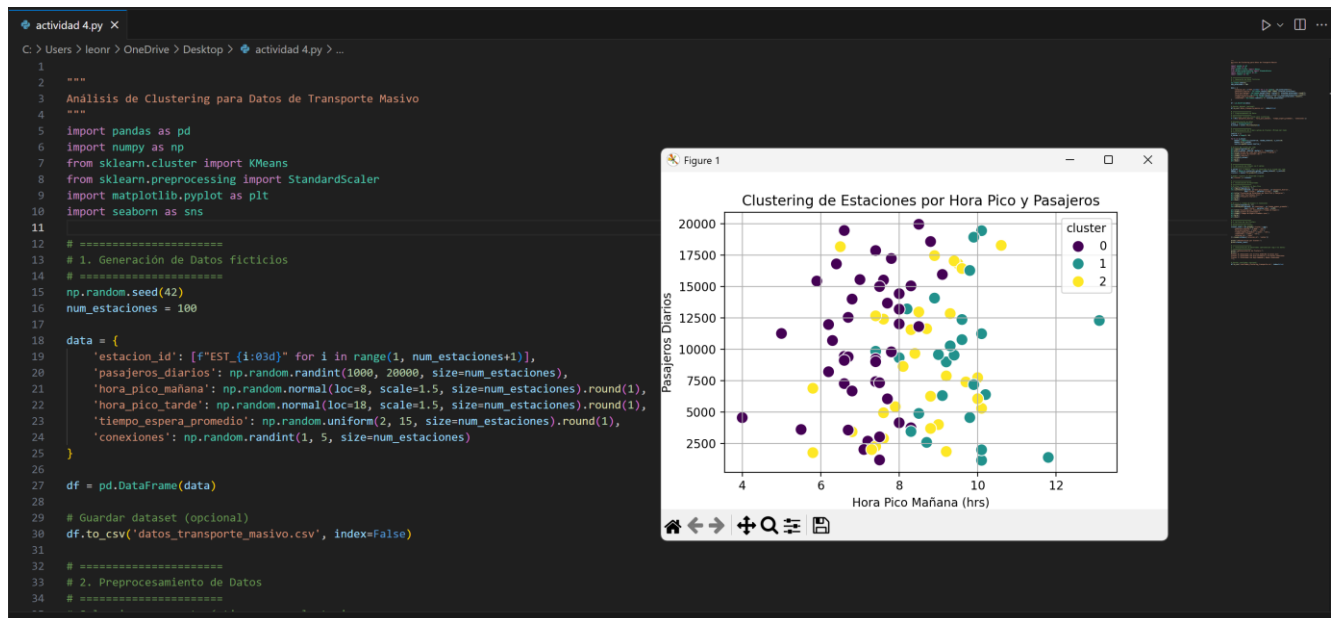 actividad 4.py
C: > Users > leonr > OneDrive > Desktop > actividad 4.py > ...
1
2 """
3 Análisis de Clustering para Datos de Transporte Masivo
4 """
5 import pandas as pd
6 import numpy as np
7 from sklearn.cluster import KMeans
8 from sklearn.preprocessing import StandardScaler
9 import matplotlib.pyplot as plt
10 import seaborn as sns
11
12 # ======================
13 # 1. Generación de Datos ficticios
14 # ======================
15 np.random.seed(42)
16 num_estaciones = 100
17
18 data = {
19 'estacion_id': [f"EST_{i:03d}" for i in range(1, num_estaciones+1)],
20 'pasajeros_diarios': np.random.randint(1000, 20000, size=num_estaciones),
21 'hora_pico_mañana': np.random.normal(loc=8, scale=1.5, size=num_estaciones).round(1),
22 'hora_pico_tarde': np.random.normal(loc=18, scale=1.5, size=num_estaciones).round(1),
23 'tiempo_espera_promedio': np.random.uniform(2, 15, size=num_estaciones).round(1),
24 'conexiones': np.random.randint(1, 5, size=num_estaciones)
25 }
26
27 df = pd.DataFrame(data)
28
29 # Guardar dataset (opcional)
30 df.to_csv('datos_transporte_masivo.csv', index=False)
31
32 # ======================
33 # 2. Preprocesamiento de Datos
34 # ======================
Figure 1
Clustering de Estaciones por Hora Pico y Pasajeros
cluster
0
1
2
Pasajeros Diarios
20000
17500
15000
12500
10000
7500
5000
2500
4 6 8 10 12
Hora Pico Mañana (hrs)